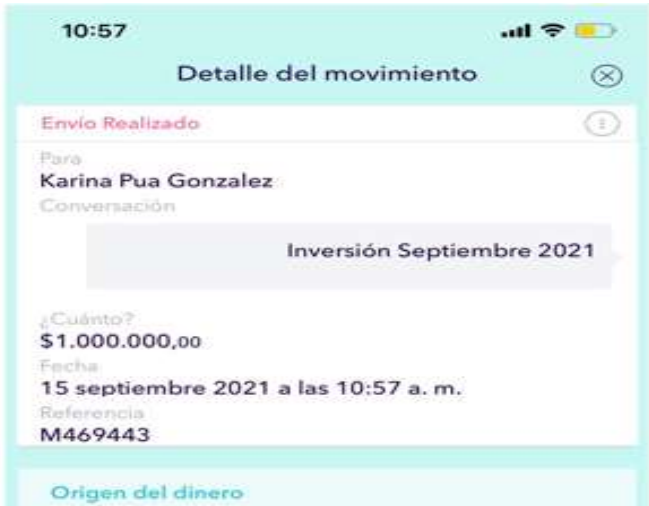 10:57
Detalle del movimiento
Envío Realizado
Para
Karina Pua Gonzalez
Conversación
Inversión Septiembre 2021
¿Cuánto?
$1.000.000,00
Fecha
15 septiembre 2021 a las 10:57 a. m.
Referencia
M469443
Origen del dinero